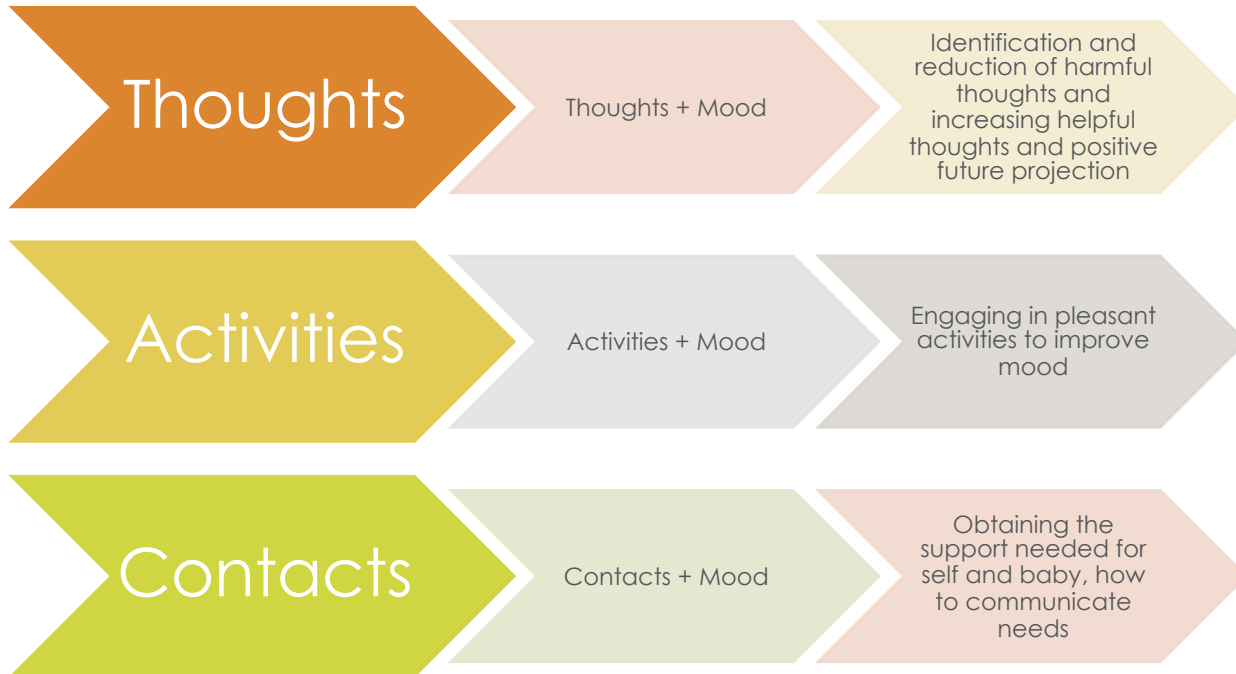 Thoughts
Thoughts + Mood
Identification and
reduction of harmful
thoughts and
increasing helpful
thoughts and positive
future projection
Activities
Activities + Mood
Engaging in pleasant
activities to improve
mood
Contacts
Contacts + Mood
Obtaining the
support needed for
self and baby, how
to communicate
needs